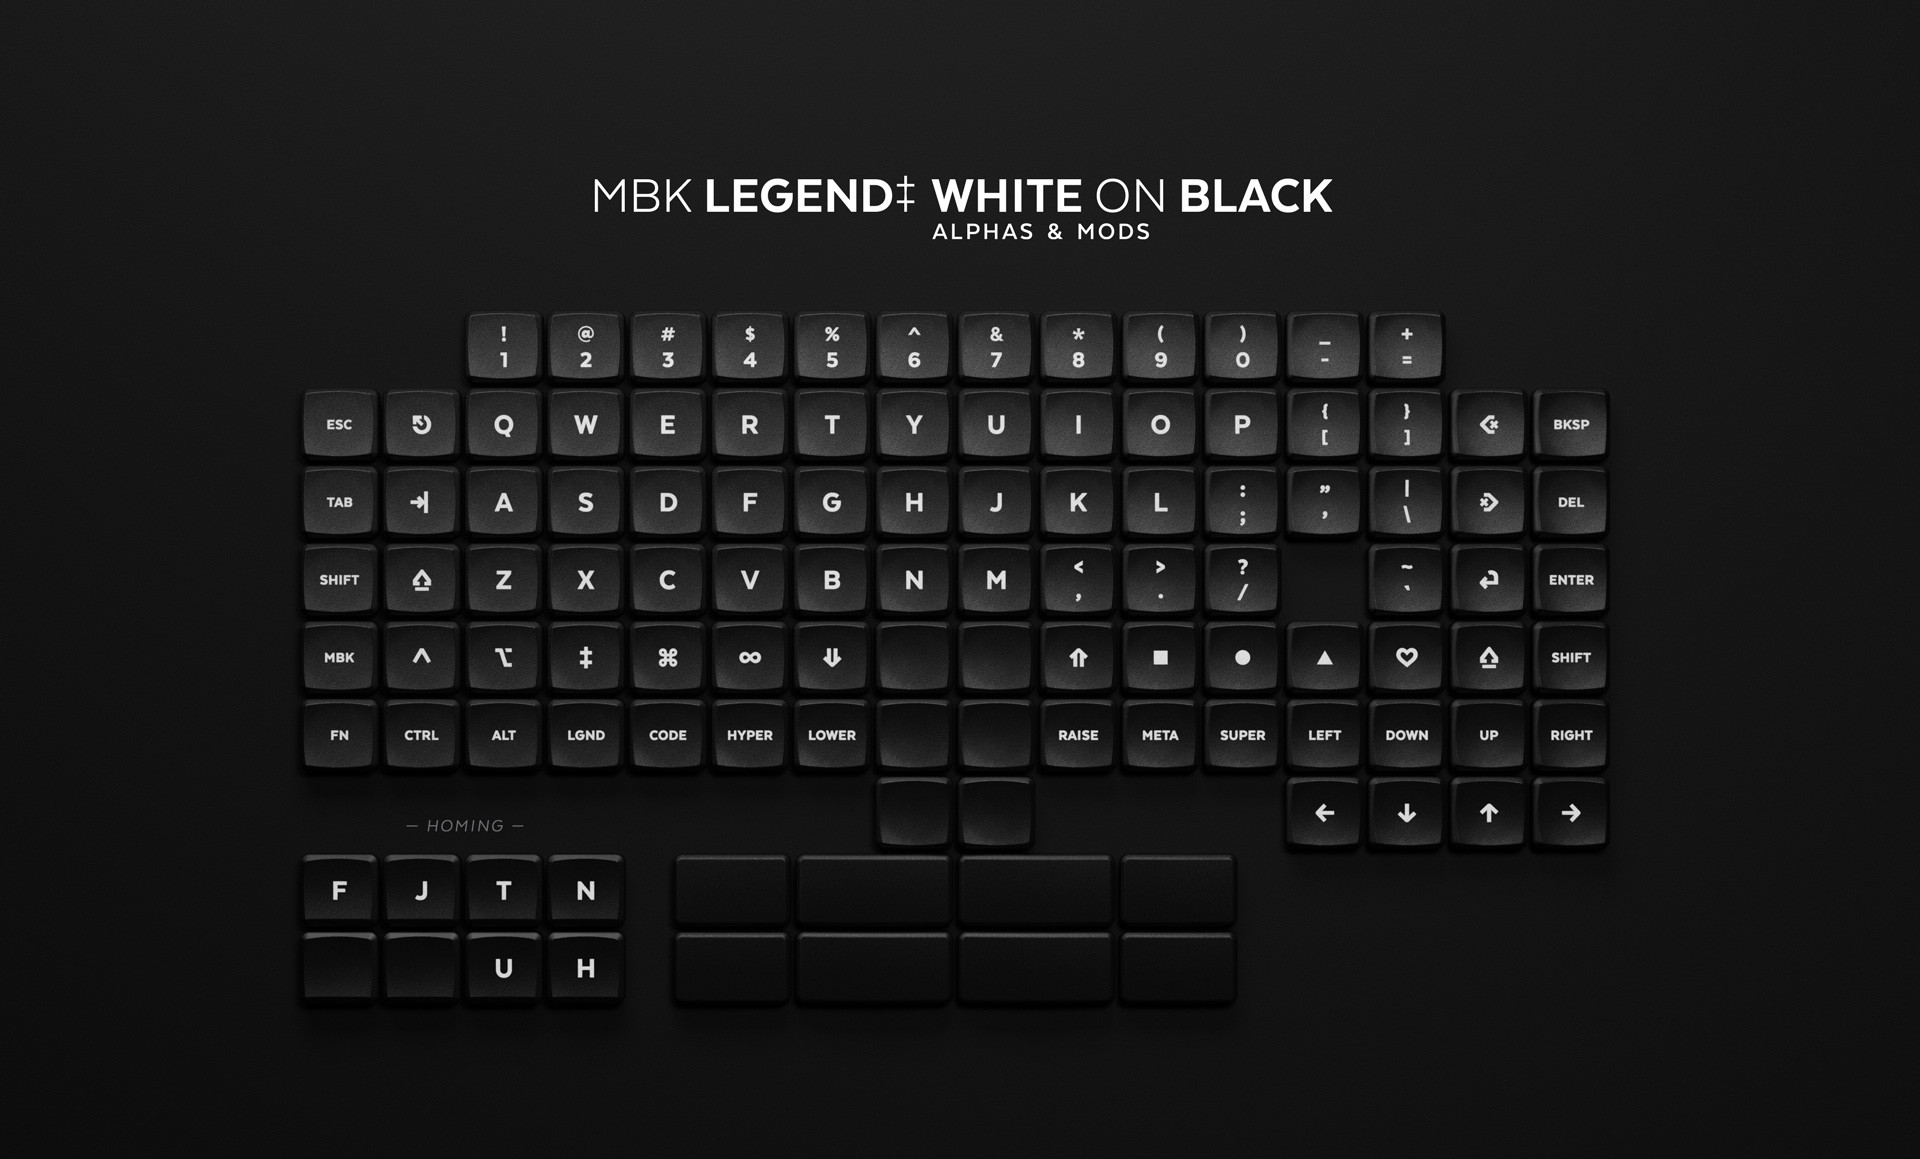 MBK LEGEND‡ WHITE ON BLACK
ALPHAS & MODS
! @ # $ % ^ & * ( ) _ +
1 2 3 4 5 6 7 8 9 0 - =
ESC Q W E R T Y U I O P { [ } ] BKSP
TAB A S D F G H J K L : ; ” ’ | \ DEL
SHIFT Z X C V B N M < , > . ? / ~ ` ENTER
MBK ^ ⌥ ‡ ⌘ ∞ ⇓ ⇑ ■ ● ▲ ♡ SHIFT
FN CTRL ALT LGND CODE HYPER LOWER RAISE META SUPER LEFT DOWN UP RIGHT
← ↓ ↑ →
— HOMING —
F J T N
U H